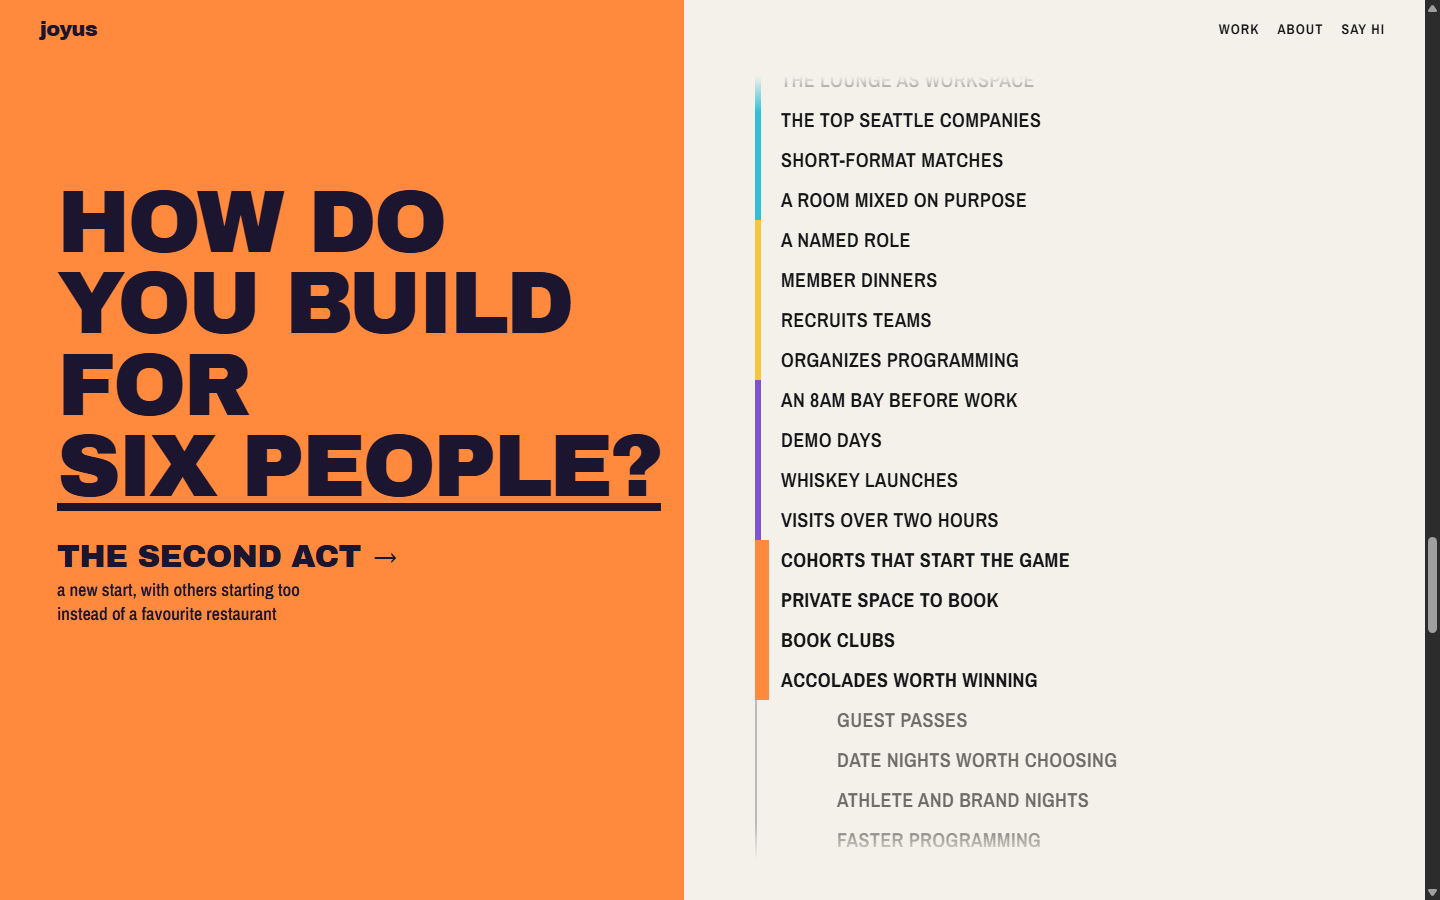 joyus
WORK ABOUT SAY HI
HOW DO
YOU BUILD
FOR
SIX PEOPLE?
THE SECOND ACT →
a new start, with others starting too
instead of a favourite restaurant
THE LOUNGE AS WORKSPACE
THE TOP SEATTLE COMPANIES
SHORT-FORMAT MATCHES
A ROOM MIXED ON PURPOSE
A NAMED ROLE
MEMBER DINNERS
RECRUITS TEAMS
ORGANIZES PROGRAMMING
AN 8AM BAY BEFORE WORK
DEMO DAYS
WHISKEY LAUNCHES
VISITS OVER TWO HOURS
COHORTS THAT START THE GAME
PRIVATE SPACE TO BOOK
BOOK CLUBS
ACCOLADES WORTH WINNING
GUEST PASSES
DATE NIGHTS WORTH CHOOSING
ATHLETE AND BRAND NIGHTS
FASTER PROGRAMMING